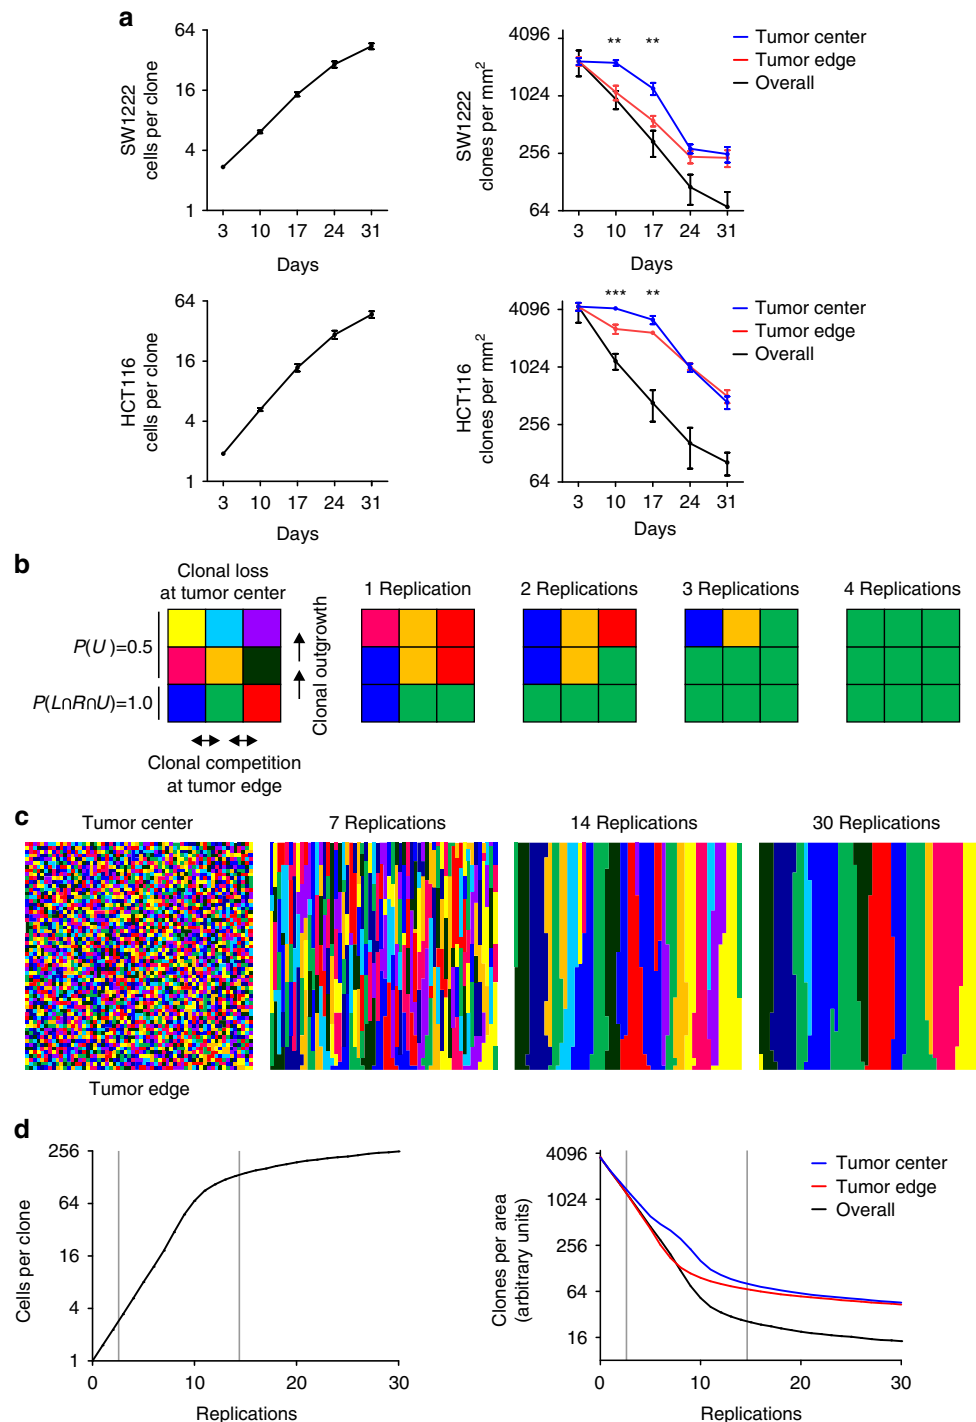 a
64
16
4
1
SW1222
cells per clone
3 10 17 24 31
Days
4096
1024
256
64
SW1222
clones per mm²
** **
Tumor center
Tumor edge
Overall
3 10 17 24 31
Days
64
16
4
1
HCT116
cells per clone
3 10 17 24 31
Days
4096
1024
256
64
HCT116
clones per mm²
*** **
Tumor center
Tumor edge
Overall
3 10 17 24 31
Days
b
Clonal loss
at tumor center
P(U)=0.5
P(L∩R∩U)=1.0
Clonal outgrowth
Clonal competition
at tumor edge
1 Replication
2 Replications
3 Replications
4 Replications
c
Tumor center
7 Replications
14 Replications
30 Replications
Tumor edge
d
256
64
16
4
1
Cells per clone
0 10 20 30
Replications
4096
1024
256
64
16
Clones per area
(arbitrary units)
Tumor center
Tumor edge
Overall
0 10 20 30
Replications